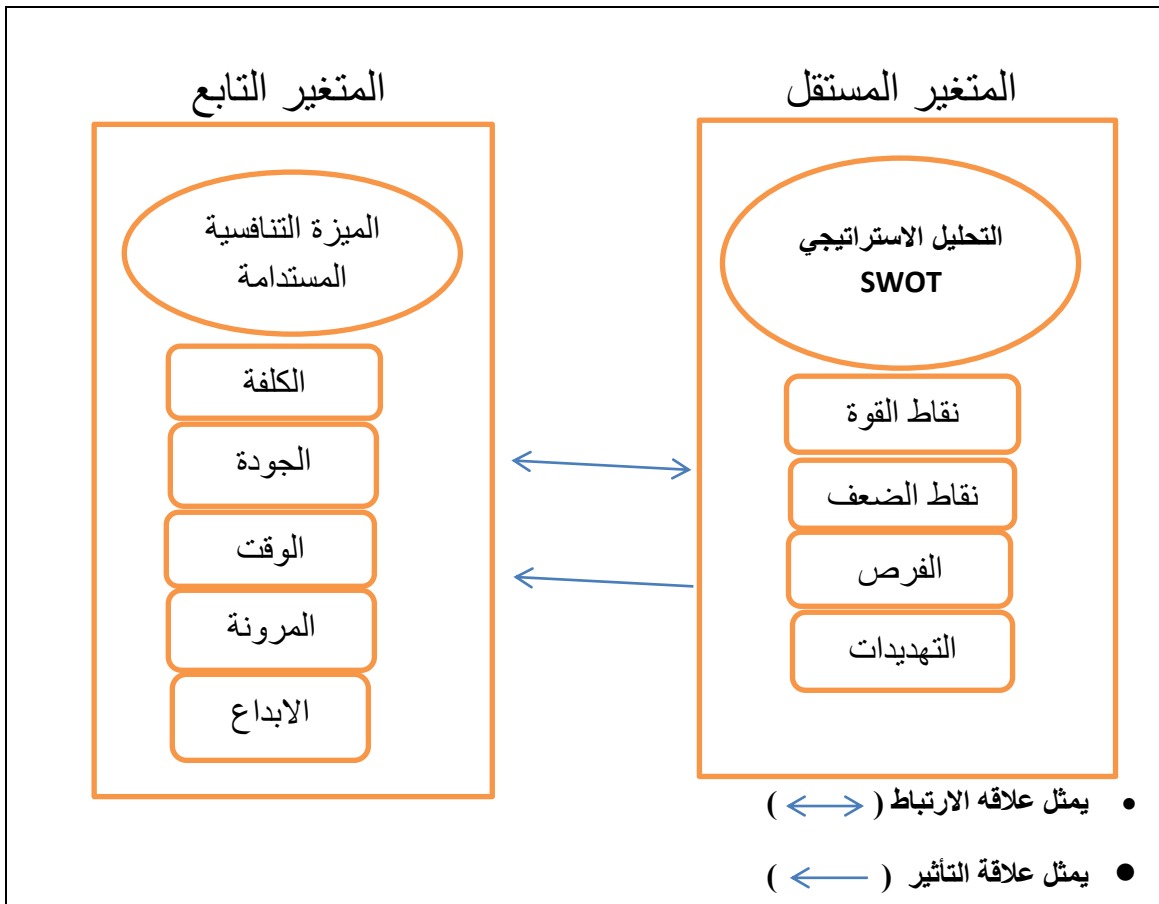 المتغير المستقل
التحليل الاستراتيجي
SWOT
نقاط القوة
نقاط الضعف
الفرص
التهديدات
المتغير التابع
الميزة التنافسية
المستدامة
الكلفة
الجودة
الوقت
المرونة
الابداع
• يمثل علاقه الارتباط ( ⟷ )
• يمثل علاقة التأثير ( ⟵ )